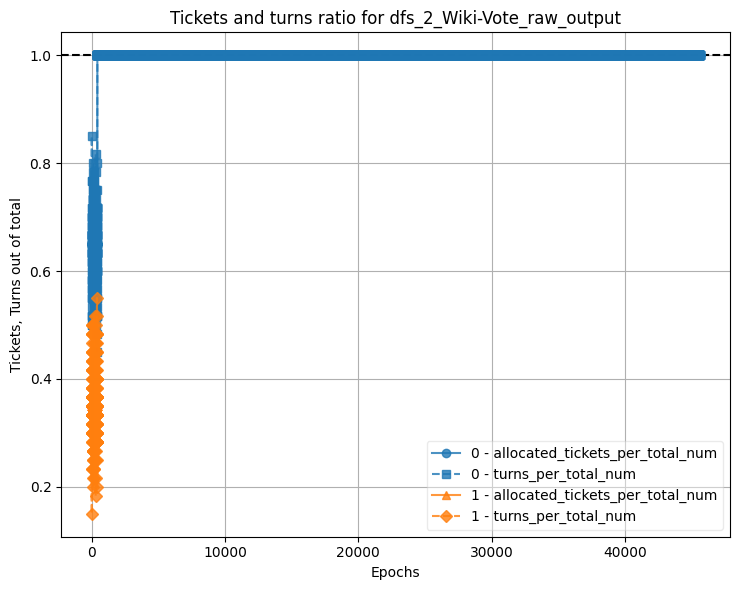 Tickets and turns ratio for dfs_2_Wiki-Vote_raw_output
Tickets, Turns out of total
1.0
0.8
0.6
0.4
0.2
0 - allocated_tickets_per_total_num
0 - turns_per_total_num
1 - allocated_tickets_per_total_num
1 - turns_per_total_num
0 10000 20000 30000 40000
Epochs